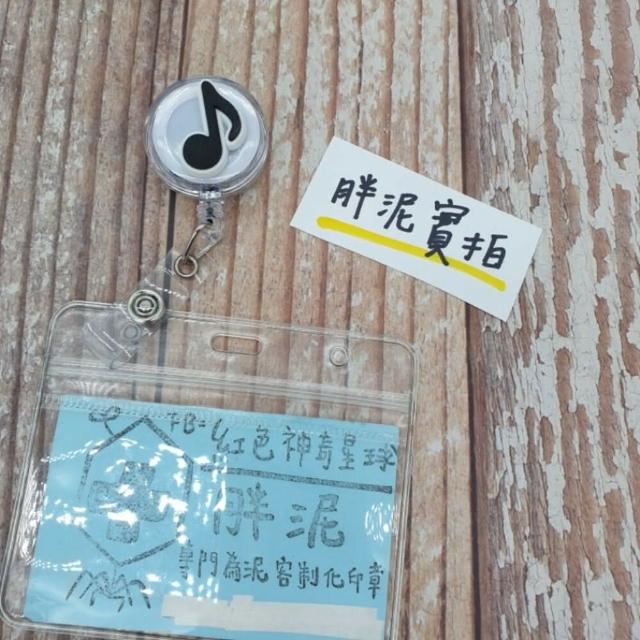 胖泥實拍
FB=紅色神奇星球
胖泥
專門為泥客制化印章